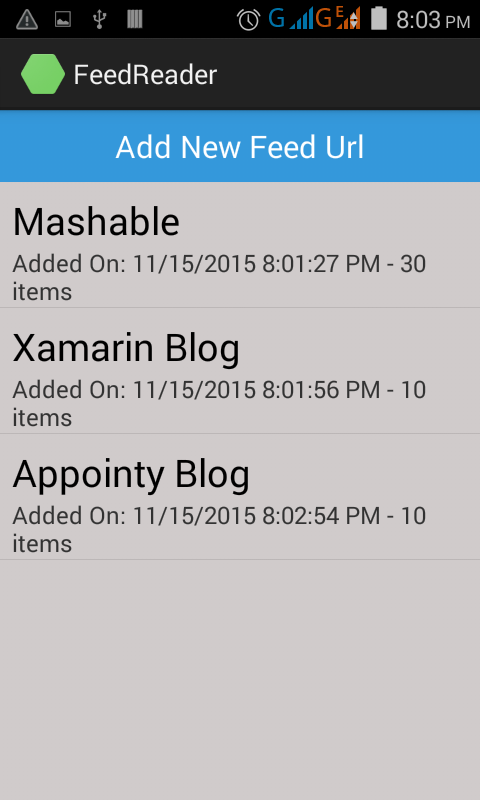 G G E 8:03 PM
FeedReader
Add New Feed Url
Mashable
Added On: 11/15/2015 8:01:27 PM - 30
items
Xamarin Blog
Added On: 11/15/2015 8:01:56 PM - 10
items
Appointy Blog
Added On: 11/15/2015 8:02:54 PM - 10
items